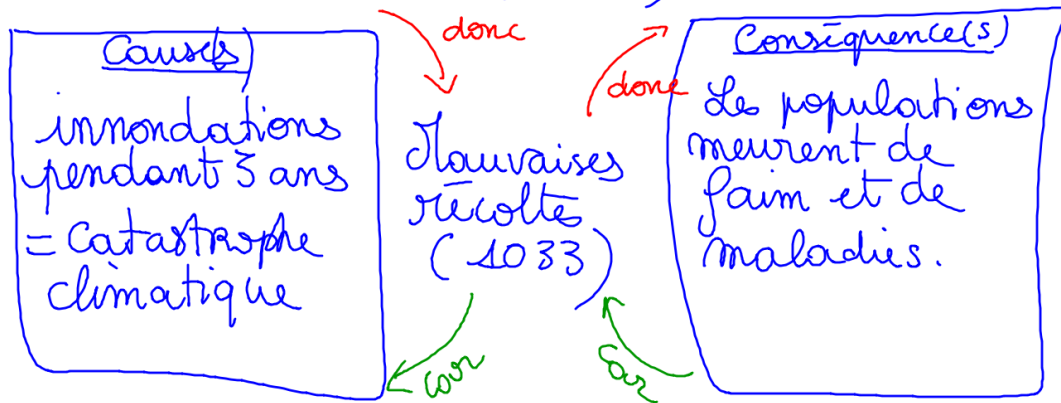 Cause(s)
innondations
pendant 3 ans
= Catastrophe
climatique
donc
Mauvaises
récoltes
(1033)
car
donc
car
Conséquence(s)
Les populations
meurent de
faim et de
maladies.